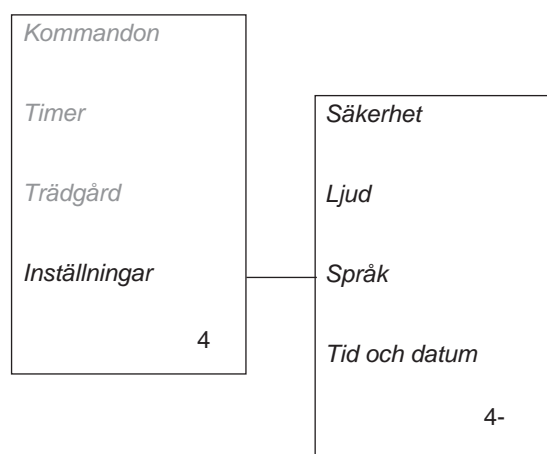 Kommandon
Timer
Trädgård
Inställningar
4
Säkerhet
Ljud
Språk
Tid och datum
4-